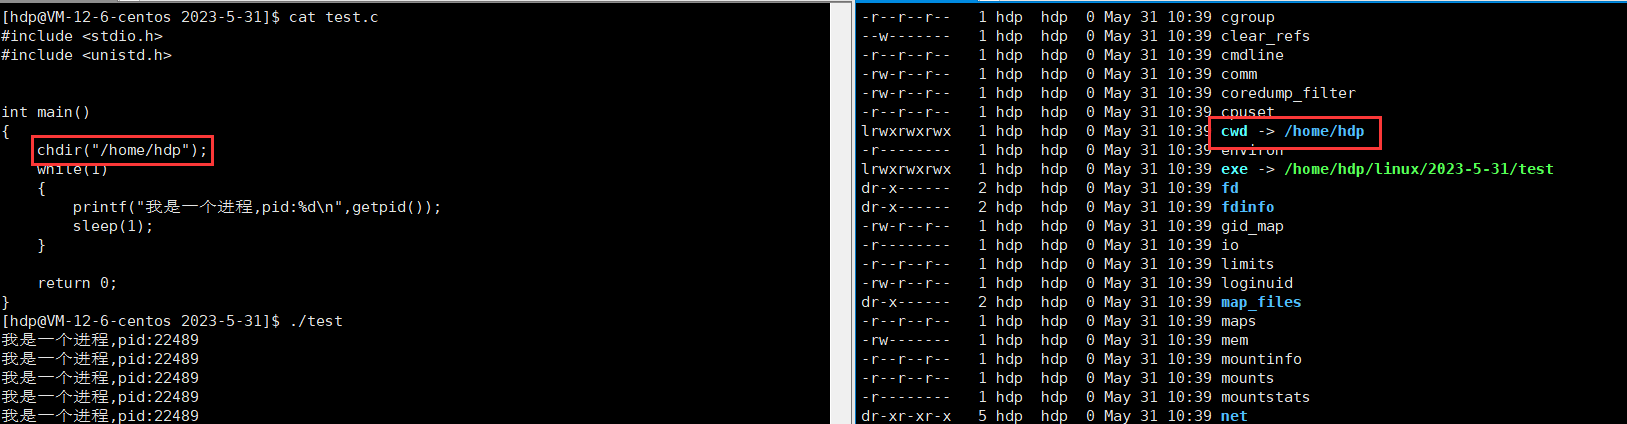 [hdp@VM-12-6-centos 2023-5-31]$ cat test.c
#include <stdio.h>
#include <unistd.h>
int main()
{
    chdir("/home/hdp");
    while(1)
    {
        printf("我是一个进程,pid:%d\n",getpid());
        sleep(1);
    }
    return 0;
}
[hdp@VM-12-6-centos 2023-5-31]$ ./test
我是一个进程,pid:22489
我是一个进程,pid:22489
我是一个进程,pid:22489
我是一个进程,pid:22489
我是一个进程,pid:22489
-r--r--r-- 1 hdp hdp 0 May 31 10:39 cgroup
--w------- 1 hdp hdp 0 May 31 10:39 clear_refs
-r--r--r-- 1 hdp hdp 0 May 31 10:39 cmdline
-rw-r--r-- 1 hdp hdp 0 May 31 10:39 comm
-rw-r--r-- 1 hdp hdp 0 May 31 10:39 coredump_filter
-r--r--r-- 1 hdp hdp 0 May 31 10:39 cpuset
lrwxrwxrwx 1 hdp hdp 0 May 31 10:39 cwd -> /home/hdp
-r-------- 1 hdp hdp 0 May 31 10:39 environ
lrwxrwxrwx 1 hdp hdp 0 May 31 10:39 exe -> /home/hdp/linux/2023-5-31/test
dr-x------ 2 hdp hdp 0 May 31 10:39 fd
dr-x------ 2 hdp hdp 0 May 31 10:39 fdinfo
-rw-r--r-- 1 hdp hdp 0 May 31 10:39 gid_map
-r-------- 1 hdp hdp 0 May 31 10:39 io
-r--r--r-- 1 hdp hdp 0 May 31 10:39 limits
-rw-r--r-- 1 hdp hdp 0 May 31 10:39 loginuid
dr-x------ 2 hdp hdp 0 May 31 10:39 map_files
-r--r--r-- 1 hdp hdp 0 May 31 10:39 maps
-rw------- 1 hdp hdp 0 May 31 10:39 mem
-r--r--r-- 1 hdp hdp 0 May 31 10:39 mountinfo
-r--r--r-- 1 hdp hdp 0 May 31 10:39 mounts
-r-------- 1 hdp hdp 0 May 31 10:39 mountstats
dr-xr-xr-x 5 hdp hdp 0 May 31 10:39 net